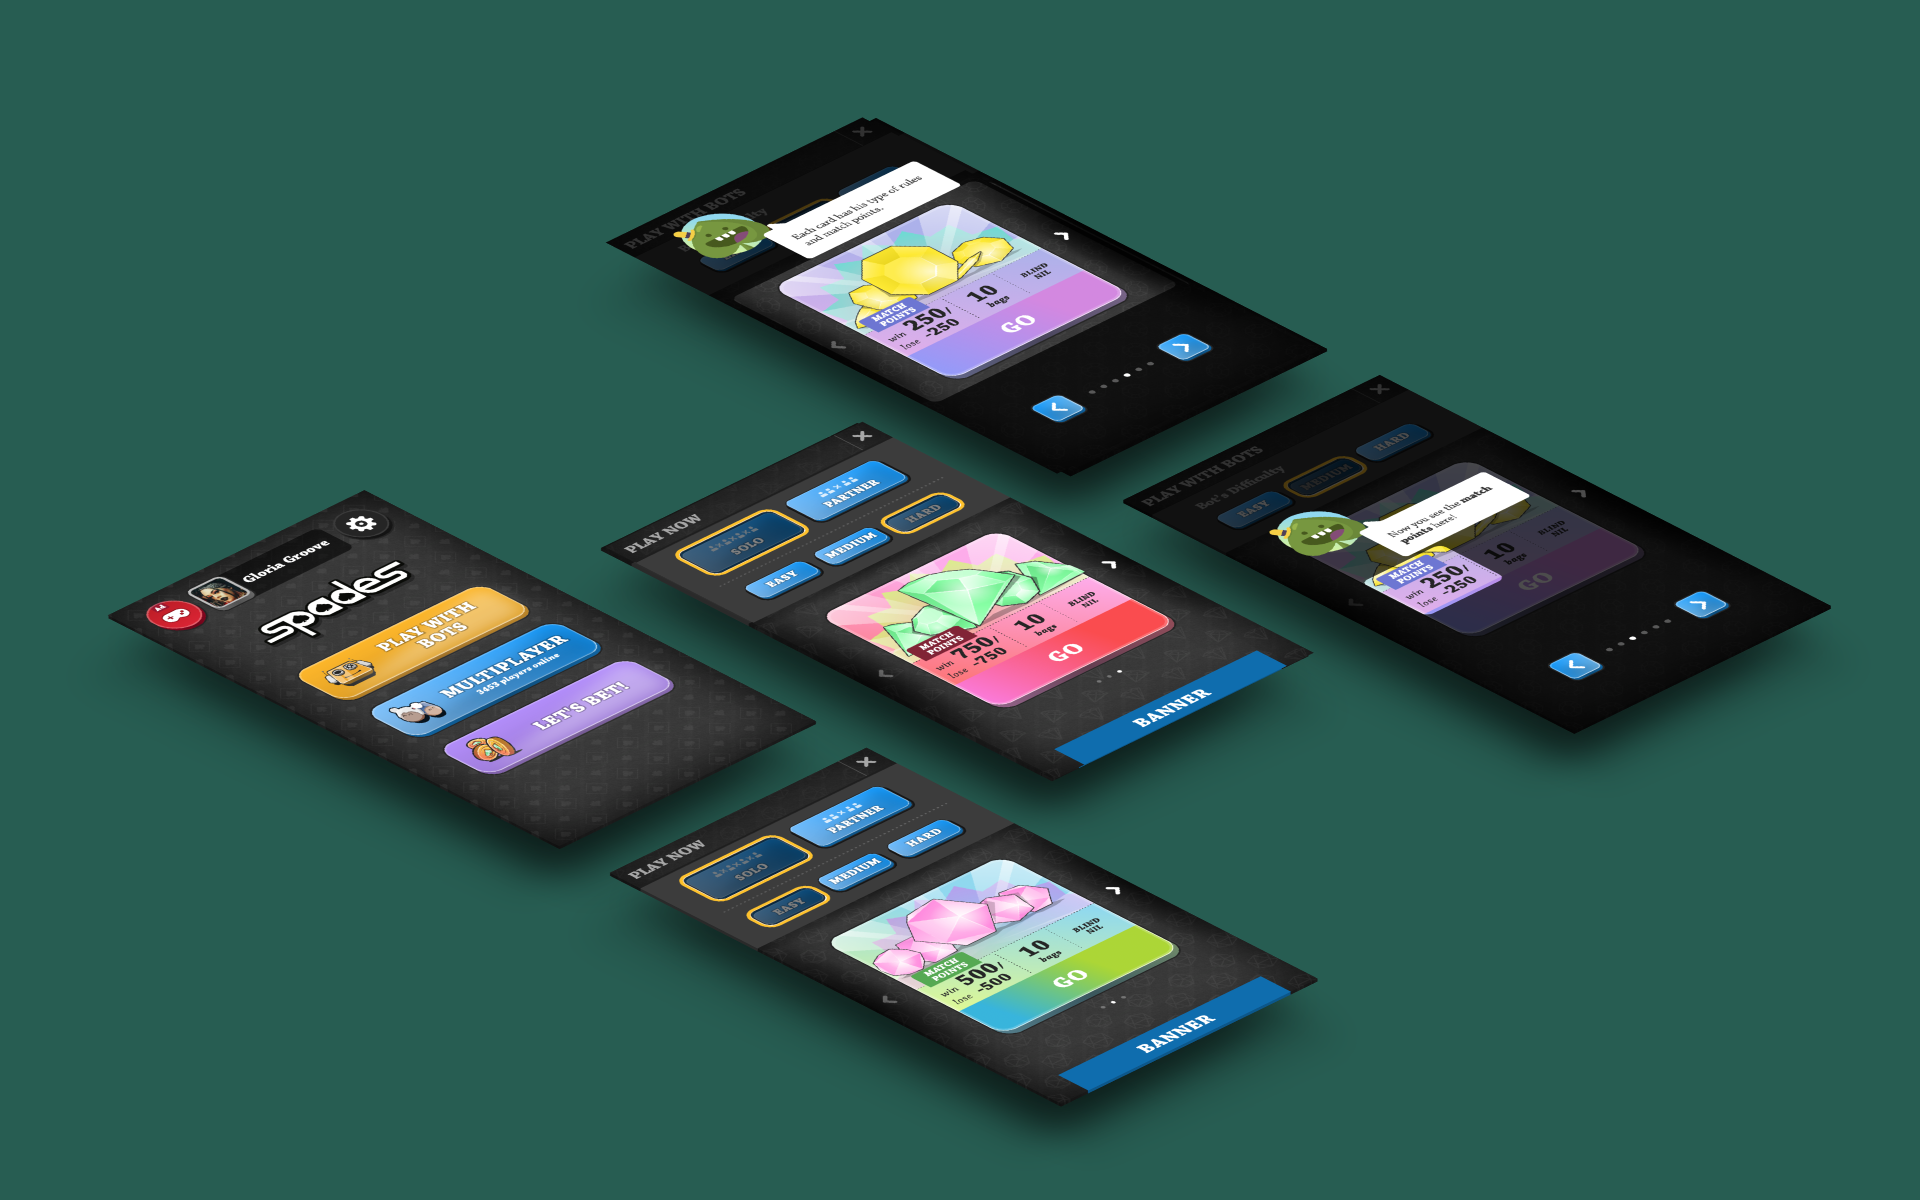 PLAY WITH BOTS
Each card has his type of rules
and match points.
MATCH
POINTS
win 250/
lose -250
10
bags
BLIND
NIL
GO
PLAY WITH BOTS
Bot's Difficulty
EASY
MEDIUM
HARD
Now you see the match
points here!
MATCH
POINTS
win 250/
lose -250
10
bags
BLIND
NIL
GO
PLAY NOW
SOLO
PARTNER
EASY
MEDIUM
HARD
MATCH
POINTS
win 750/
lose -750
10
bags
BLIND
NIL
GO
BANNER
Ad
Gloria Groove
spades
PLAY WITH
BOTS
MULTIPLAYER
3453 players online
LET'S BET!
PLAY NOW
SOLO
PARTNER
EASY
MEDIUM
HARD
MATCH
POINTS
win 500/
lose -500
10
bags
BLIND
NIL
GO
BANNER